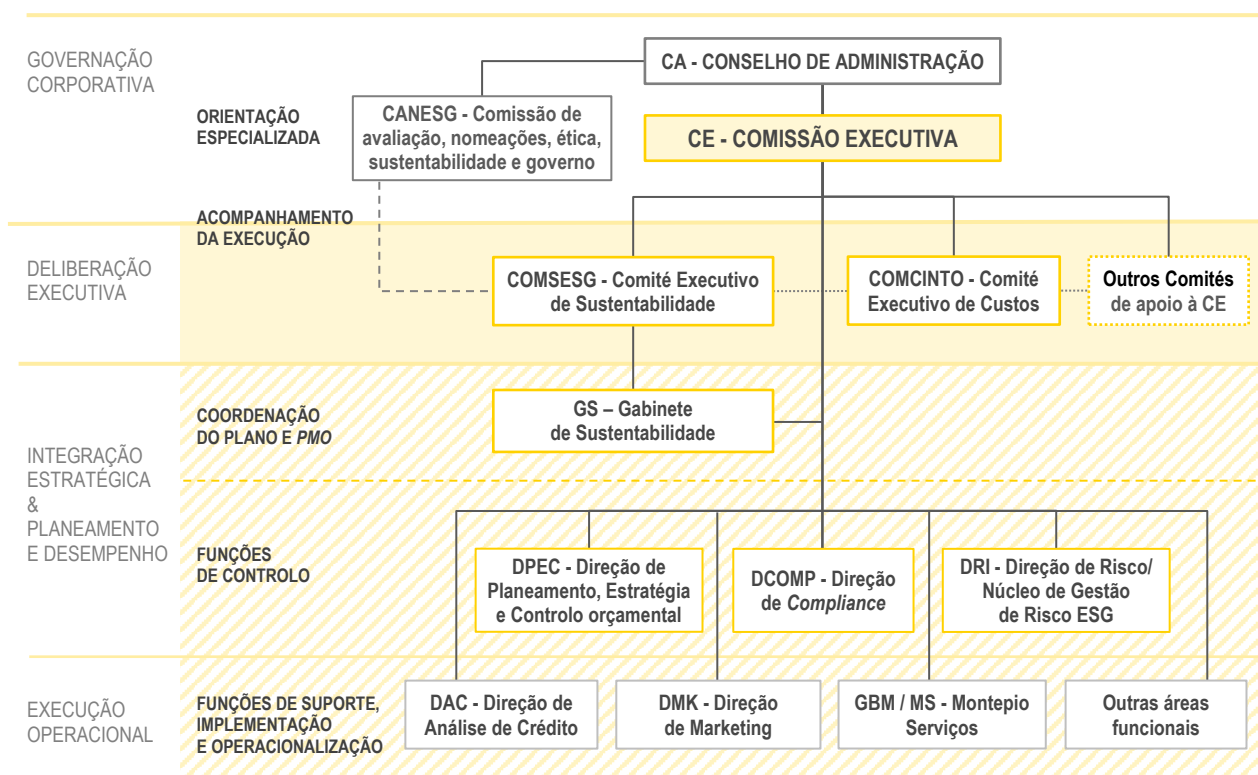 GOVERNAÇÃO
CORPORATIVA
CA - CONSELHO DE ADMINISTRAÇÃO
ORIENTAÇÃO
ESPECIALIZADA
CANESG - Comissão de
avaliação, nomeações, ética,
sustentabilidade e governo
CE - COMISSÃO EXECUTIVA
ACOMPANHAMENTO
DA EXECUÇÃO
DELIBERAÇÃO
EXECUTIVA
COMSESG - Comité Executivo
de Sustentabilidade
COMCINTO - Comité
Executivo de Custos
Outros Comités
de apoio à CE
INTEGRAÇÃO
ESTRATÉGICA
&
PLANEAMENTO
E DESEMPENHO
COORDENAÇÃO
DO PLANO E PMO
GS – Gabinete
de Sustentabilidade
FUNÇÕES
DE CONTROLO
DPEC - Direção de
Planeamento, Estratégia
e Controlo orçamental
DCOMP - Direção
de Compliance
DRI - Direção de Risco/
Núcleo de Gestão
de Risco ESG
EXECUÇÃO
OPERACIONAL
FUNÇÕES DE SUPORTE,
IMPLEMENTAÇÃO
E OPERACIONALIZAÇÃO
DAC - Direção de
Análise de Crédito
DMK - Direção
de Marketing
GBM / MS - Montepio
Serviços
Outras áreas
funcionais